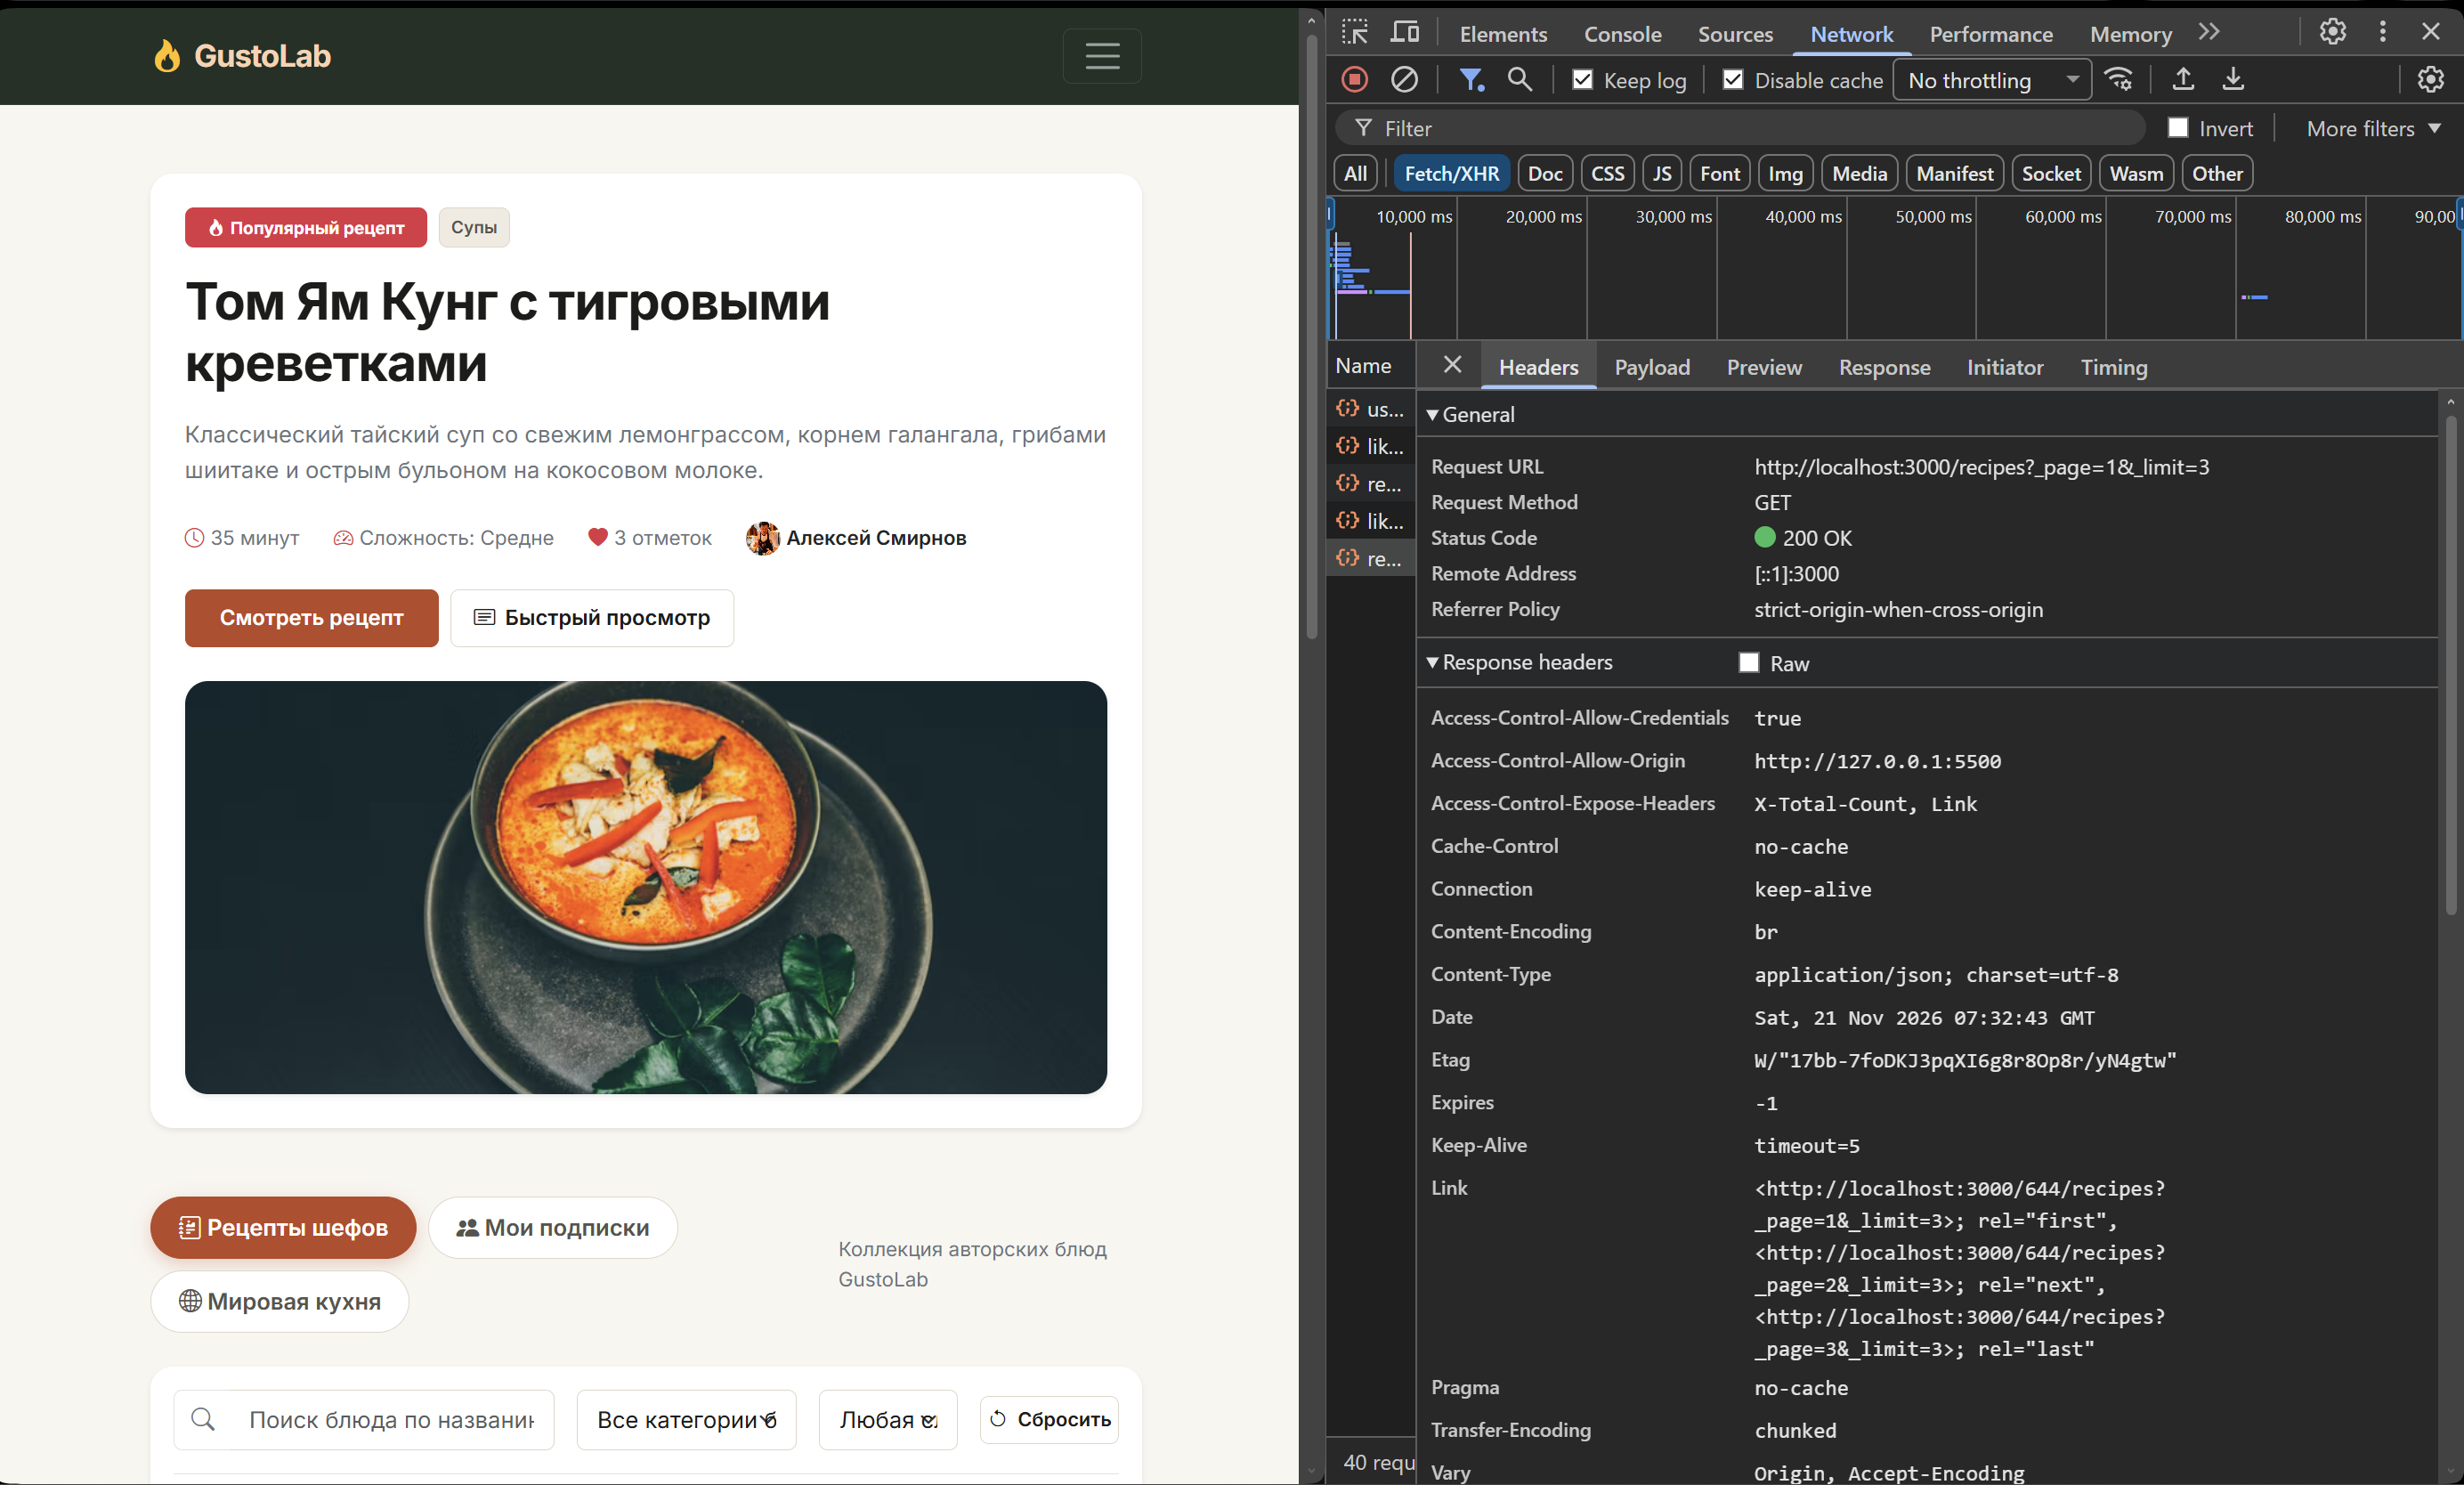 GustoLab
Популярный рецепт
Супы
Том Ям Кунг с тигровыми
креветками
Классический тайский суп со свежим лемонграссом, корнем галангала, грибами
шиитаке и острым бульоном на кокосовом молоке.
35 минут
Сложность: Средне
3 отметок
Алексей Смирнов
Смотреть рецепт
Быстрый просмотр
Рецепты шефов
Мои подписки
Мировая кухня
Коллекция авторских блюд
GustoLab
Поиск блюда по названию
Все категории б
Любая
Сбросить
Elements
Console
Sources
Network
Performance
Memory
Keep log
Disable cache
No throttling
Filter
Invert
More filters
All
Fetch/XHR
Doc
CSS
JS
Font
Img
Media
Manifest
Socket
Wasm
Other
10,000 ms
20,000 ms
30,000 ms
40,000 ms
50,000 ms
60,000 ms
70,000 ms
80,000 ms
90,00
Name
us...
lik...
re...
lik...
re...
40 requ
Headers
Payload
Preview
Response
Initiator
Timing
General
Request URL http://localhost:3000/recipes?_page=1&_limit=3
Request Method GET
Status Code 200 OK
Remote Address [::1]:3000
Referrer Policy strict-origin-when-cross-origin
Response headers Raw
Access-Control-Allow-Credentials true
Access-Control-Allow-Origin http://127.0.0.1:5500
Access-Control-Expose-Headers X-Total-Count, Link
Cache-Control no-cache
Connection keep-alive
Content-Encoding br
Content-Type application/json; charset=utf-8
Date Sat, 21 Nov 2026 07:32:43 GMT
Etag W/"17bb-7foDKJ3pqXI6g8r8Op8r/yN4gtw"
Expires -1
Keep-Alive timeout=5
Link <http://localhost:3000/644/recipes?
_page=1&_limit=3>; rel="first",
<http://localhost:3000/644/recipes?
_page=2&_limit=3>; rel="next",
<http://localhost:3000/644/recipes?
_page=3&_limit=3>; rel="last"
Pragma no-cache
Transfer-Encoding chunked
Vary Origin, Accept-Encoding